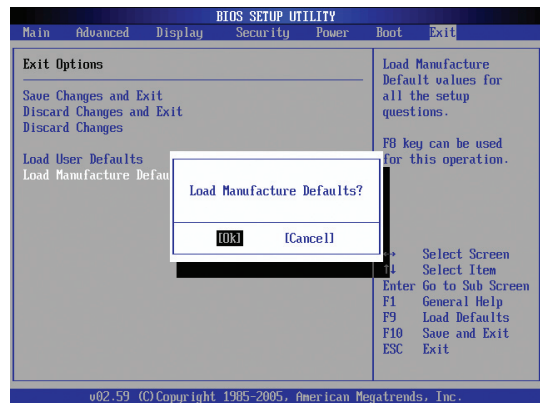 BIOS SETUP UTILITY
Main Advanced Display Security Power Boot Exit
Exit Options
Save Changes and Exit
Discard Changes and Exit
Discard Changes
Load User Defaults
Load Manufacture Defau
Load Manufacture Defaults?
[Ok] [Cancel]
Load Manufacture
Default values for
all the setup
questions.
F8 key can be used
for this operation.
↔ Select Screen
↑↓ Select Item
Enter Go to Sub Screen
F1 General Help
F9 Load Defaults
F10 Save and Exit
ESC Exit
v02.59 (C)Copyright 1985-2005, American Megatrends, Inc.